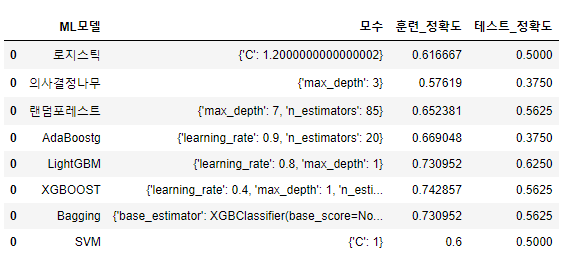 ML모델 모수 훈련_정확도 테스트_정확도
0 로지스틱 {'C': 1.2000000000000002} 0.616667 0.5000
0 의사결정나무 {'max_depth': 3} 0.57619 0.3750
0 랜덤포레스트 {'max_depth': 7, 'n_estimators': 85} 0.652381 0.5625
0 AdaBoostg {'learning_rate': 0.9, 'n_estimators': 20} 0.669048 0.3750
0 LightGBM {'learning_rate': 0.8, 'max_depth': 1} 0.730952 0.6250
0 XGBOOST {'learning_rate': 0.4, 'max_depth': 1, 'n_esti... 0.742857 0.5625
0 Bagging {'base_estimator': XGBClassifier(base_score=No... 0.730952 0.5625
0 SVM {'C': 1} 0.6 0.5000